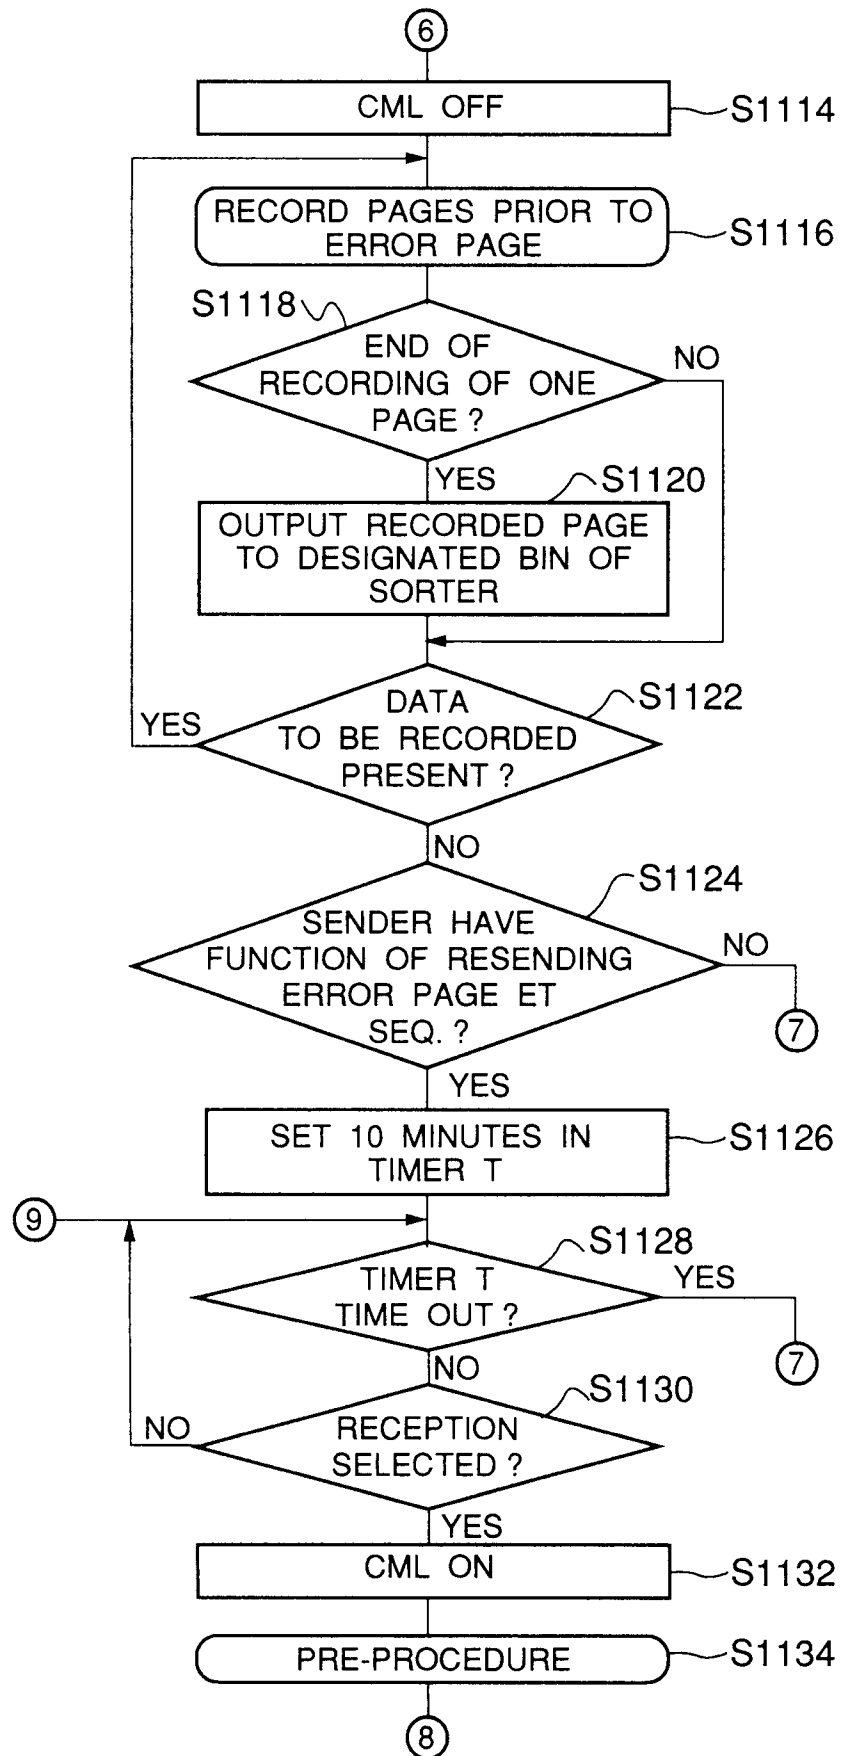 6
CML OFF
S1114
RECORD PAGES PRIOR TO
ERROR PAGE
S1116
S1118
END OF
RECORDING OF ONE
PAGE ?
NO
YES
S1120
OUTPUT RECORDED PAGE
TO DESIGNATED BIN OF
SORTER
S1122
DATA
TO BE RECORDED
PRESENT ?
YES
NO
S1124
SENDER HAVE
FUNCTION OF RESENDING
ERROR PAGE ET
SEQ. ?
NO
7
YES
SET 10 MINUTES IN
TIMER T
S1126
9
S1128
TIMER T
TIME OUT ?
YES
7
NO
S1130
RECEPTION
SELECTED ?
NO
YES
CML ON
S1132
PRE-PROCEDURE
S1134
8